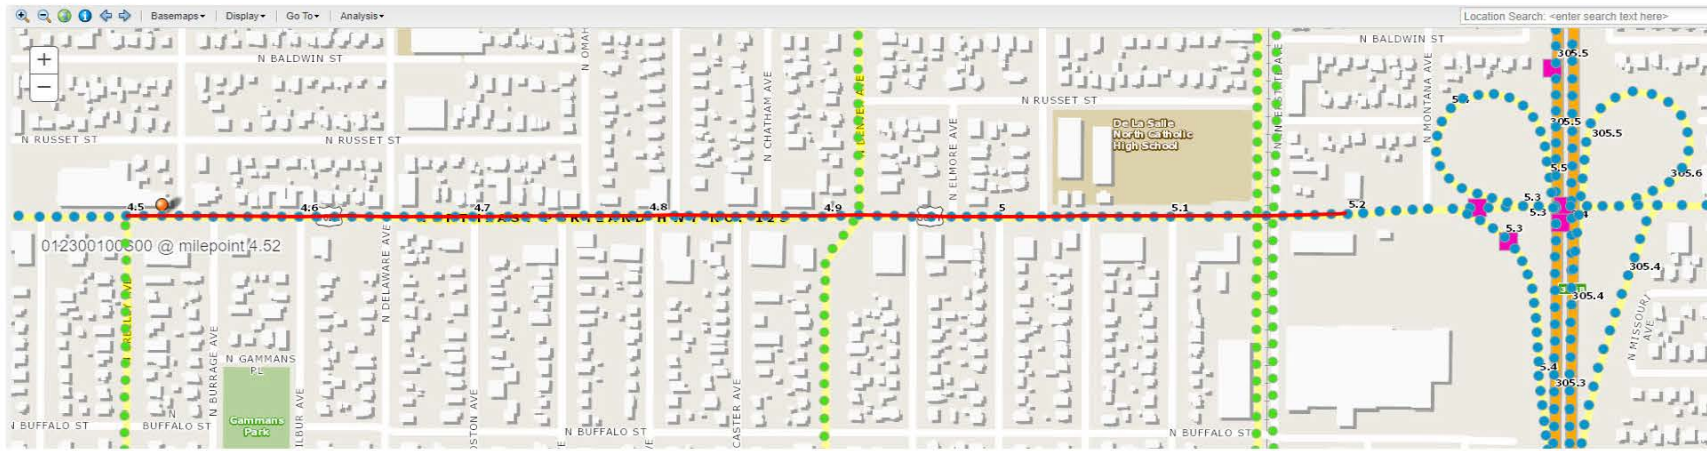 Basemaps
Display
Go To
Analysis
Location Search: <enter search text here>
+
−
N BALDWIN ST
N BALDWIN ST
305.5
N CHATHAM AVE
N MONTANA AVE
N RUSSET ST
N RUSSET ST
N RUSSET ST
De La Salle
North Catholic
High School
305.5
305.5
N ELMORE AVE
5.5
305.6
4.5
4.6
4.7
4.8
4.9
5
5.1
5.2
5.3
5.3
5.3
012300100S00 @ milepoint 4.52
N DELAWARE AVE
305.4
305.4
N BURRAGE AVE
N GAMMANS
PL
N MISSOURI
AVE
5.4
305.3
Gammans
Park
N BUFFALO ST
N
BUFFALO ST
N BUFFALO ST
N BUFFALO ST